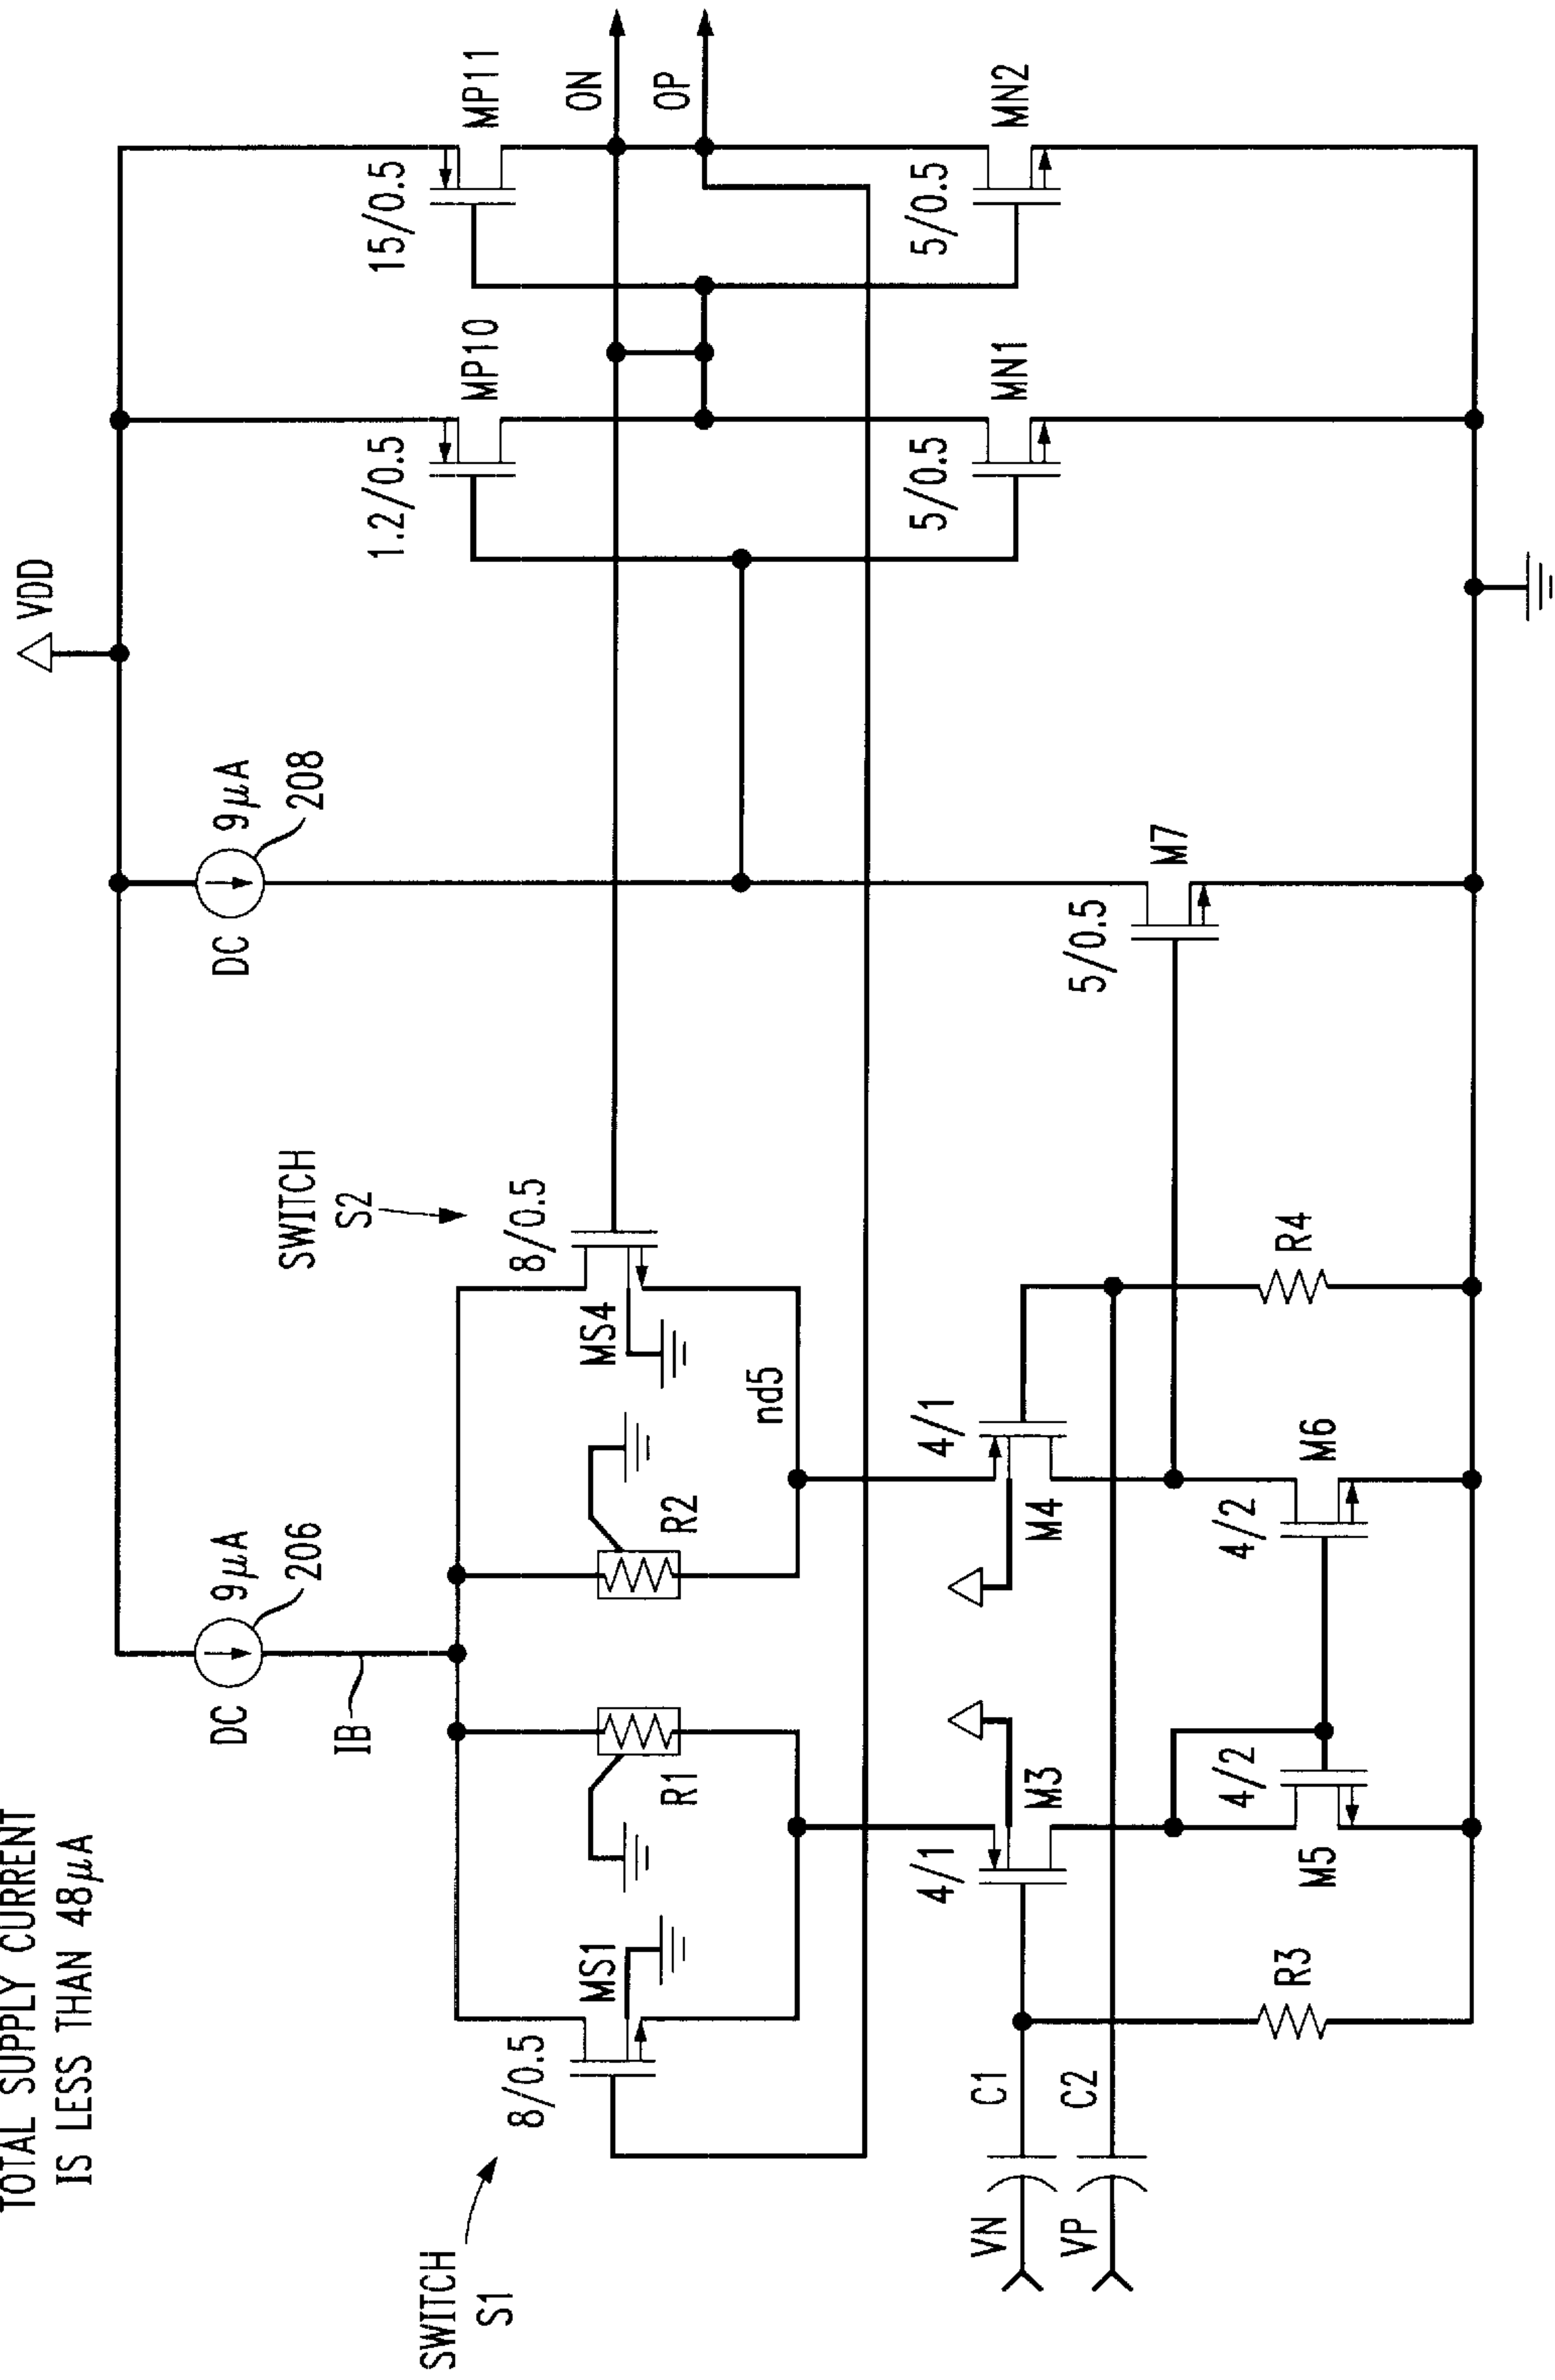 TOTAL SUPPLY CURRENT
IS LESS THAN 48μA
VDD
DC
9μA
206
DC
9μA
208
IB
SWITCH
S1
8/0.5
MS1
R1
R2
SWITCH
S2
8/0.5
MS4
nd5
1.2/0.5
MP10
15/0.5
MP11
ON
OP
5/0.5
MN1
5/0.5
MN2
VN
C1
VP
C2
4/1
M3
4/1
M4
5/0.5
M7
R3
4/2
M5
4/2
M6
R4